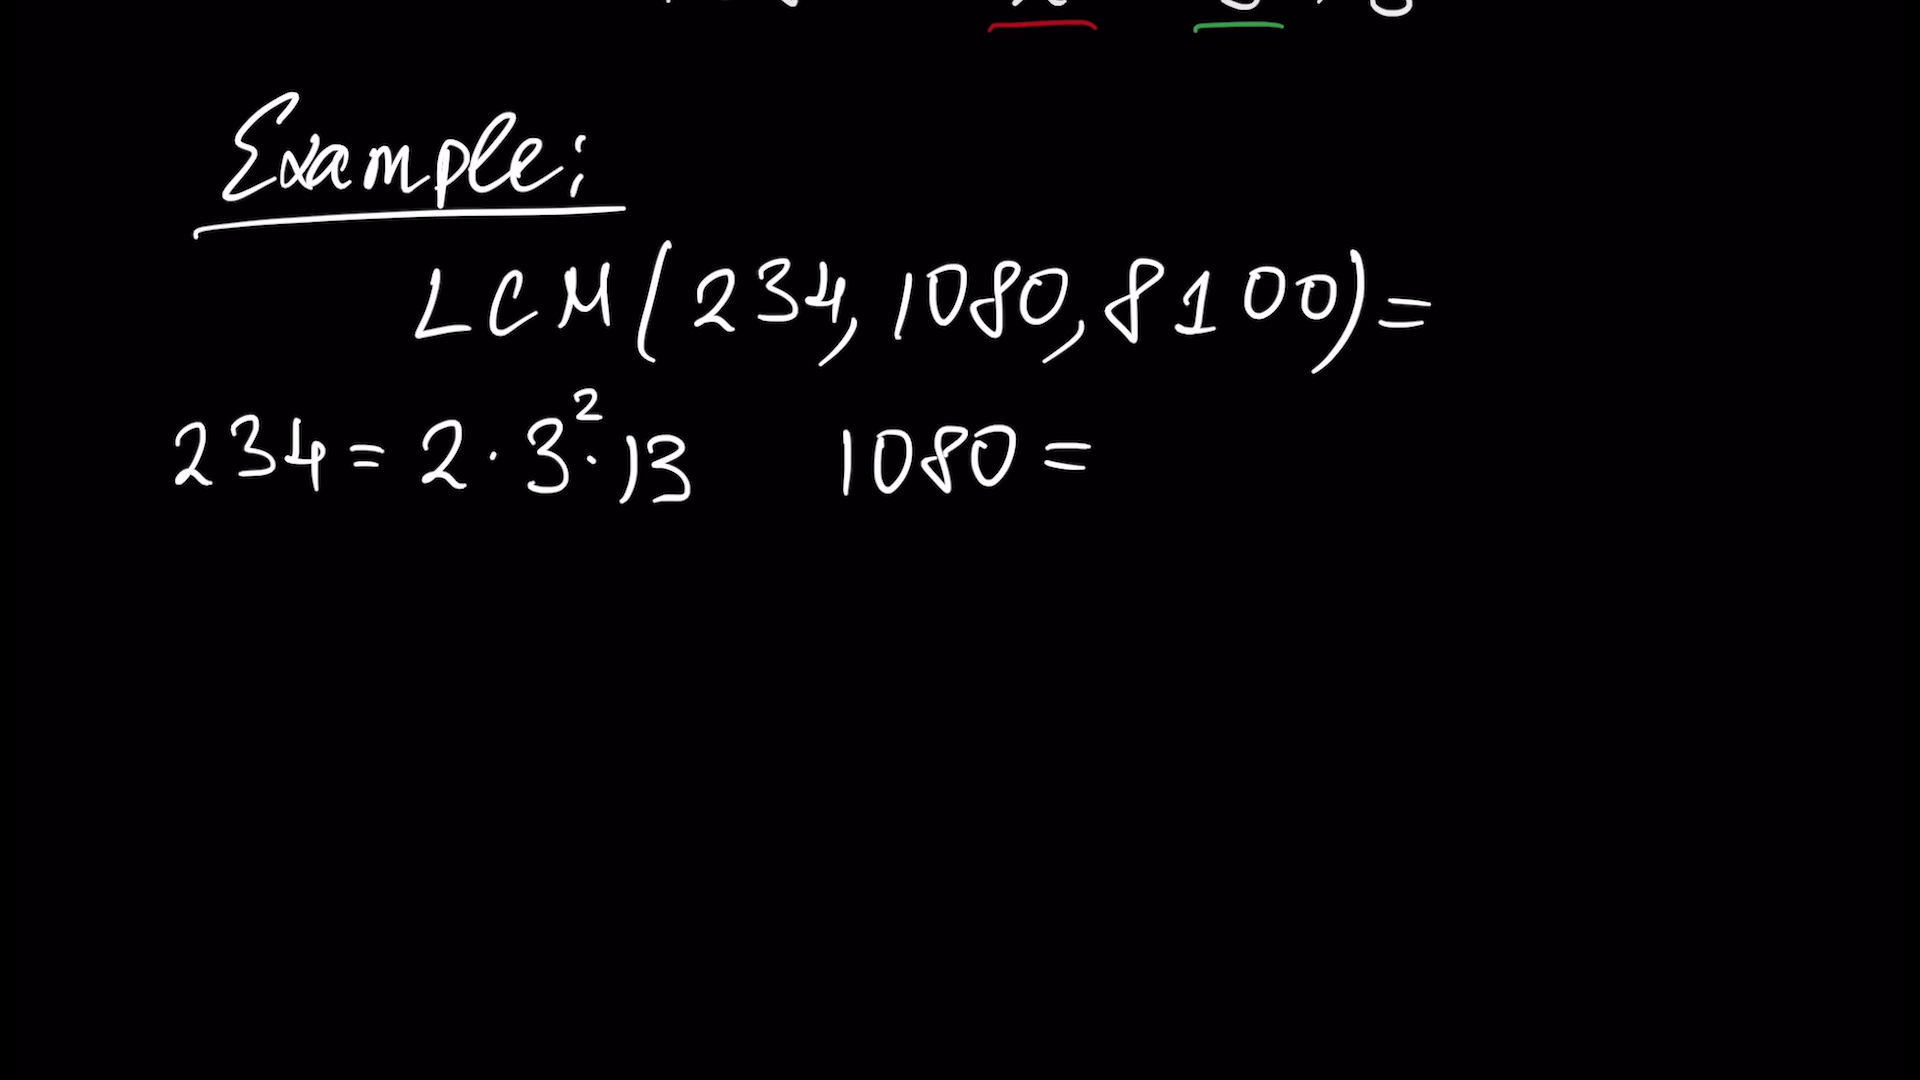 Example:
LCM(234, 1080, 8100)=
234 = 2 · 3² · 13 1080 =